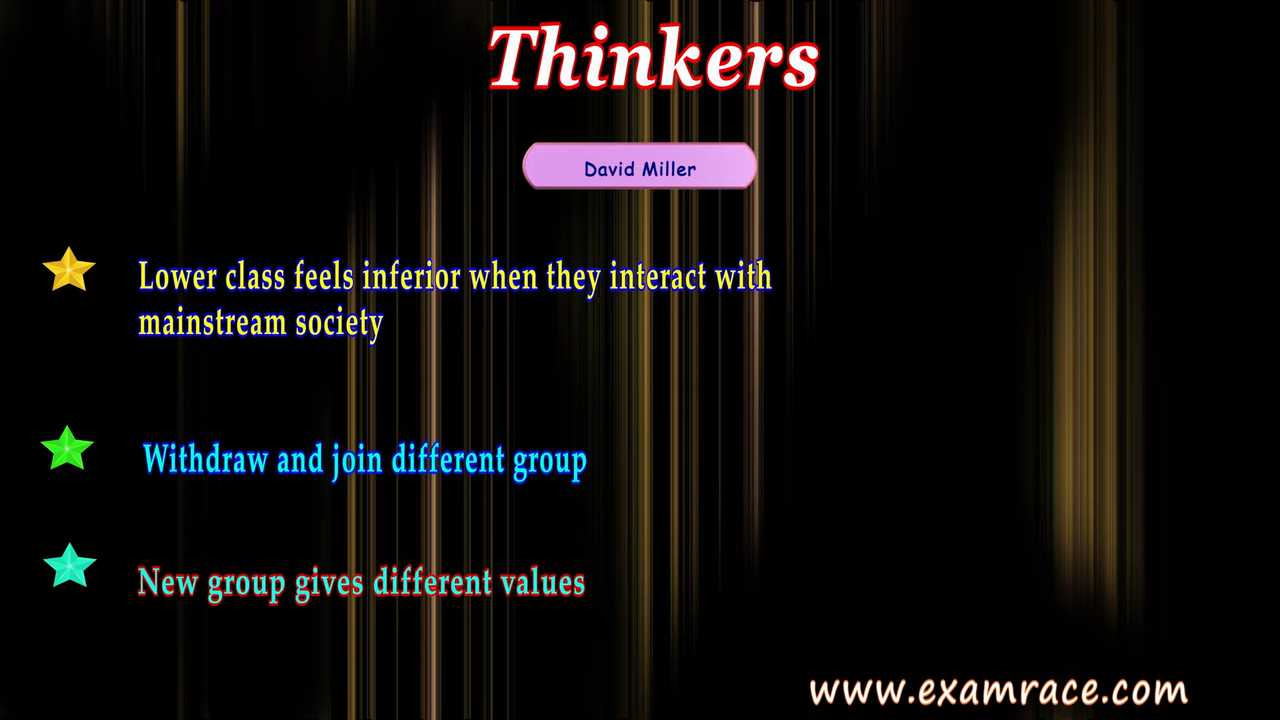 Thinkers
David Miller
Lower class feels inferior when they interact with
mainstream society
Withdraw and join different group
New group gives different values
www.examrace.com